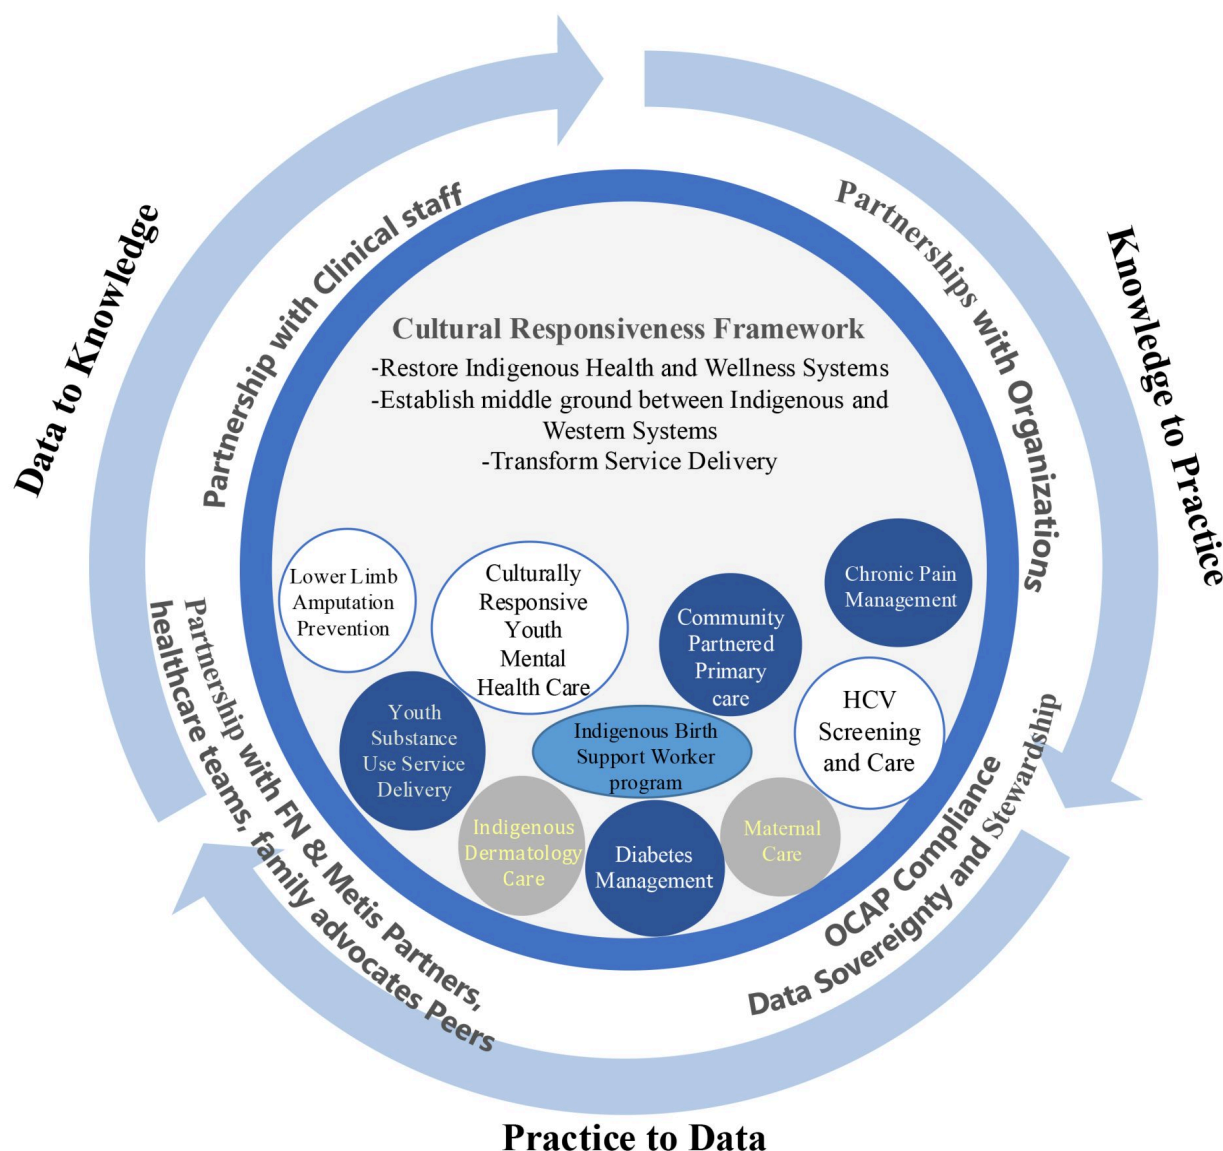 Data to Knowledge
Knowledge to Practice
Practice to Data
Partnership with Clinical staff
Partnerships with Organizations
OCAP Compliance
Data Sovereignty and Stewardship
Partnership with FN & Metis Partners,
healthcare teams, family advocates Peers
Cultural Responsiveness Framework
-Restore Indigenous Health and Wellness Systems
-Establish middle ground between Indigenous and
Western Systems
-Transform Service Delivery
Lower Limb
Amputation
Prevention
Culturally
Responsive
Youth
Mental
Health Care
Community
Partnered
Primary
care
Chronic Pain
Management
Youth
Substance
Use Service
Delivery
Indigenous Birth
Support Worker
program
HCV
Screening
and Care
Indigenous
Dermatology
Care
Diabetes
Management
Maternal
Care